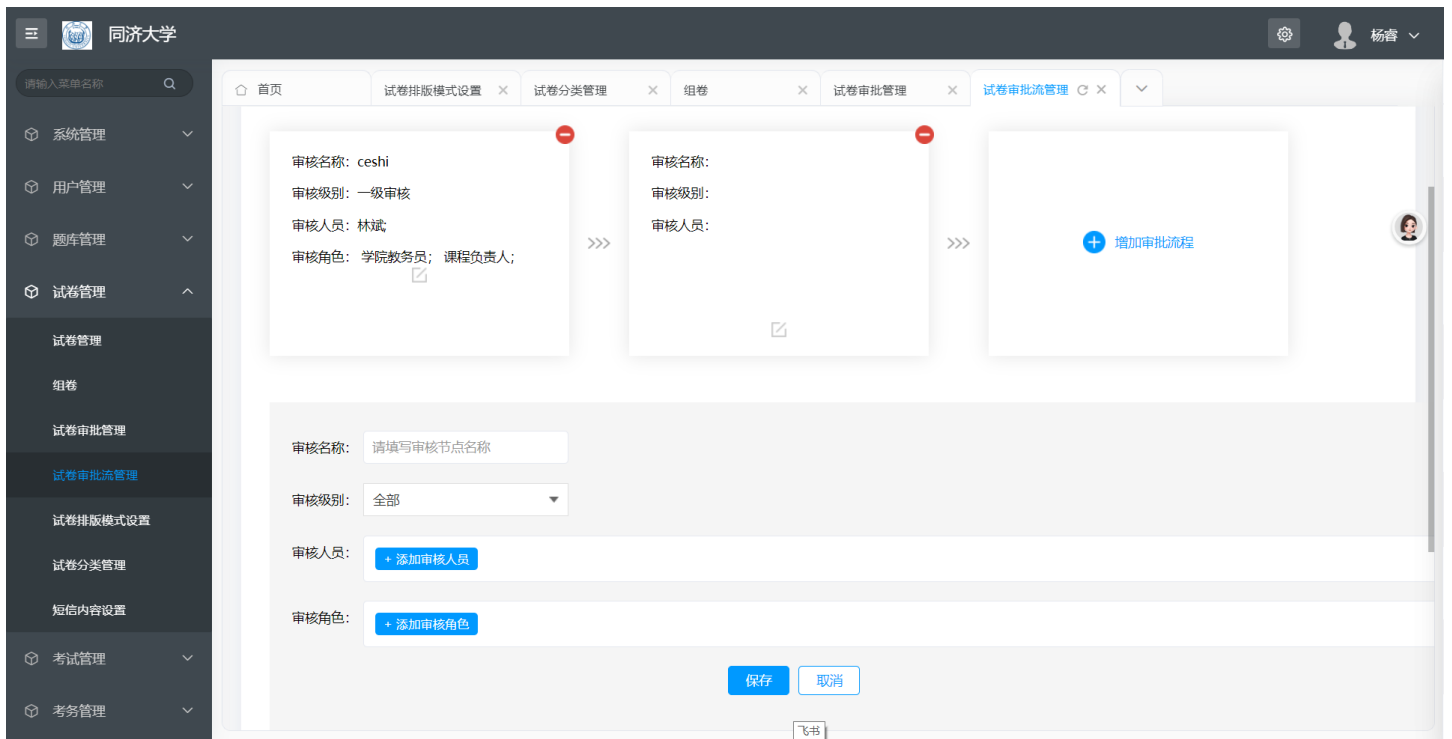 同济大学
杨睿
请输入菜单名称
首页
试卷排版模式设置
试卷分类管理
组卷
试卷审批管理
试卷审批流管理
系统管理
用户管理
题库管理
试卷管理
试卷管理
组卷
试卷审批管理
试卷审批流管理
试卷排版模式设置
试卷分类管理
短信内容设置
考试管理
考务管理
审核名称：ceshi
审核级别：一级审核
审核人员：林斌;
审核角色： 学院教务员； 课程负责人；
>>>
审核名称：
审核级别：
审核人员：
>>>
增加审批流程
审核名称： 请填写审核节点名称
审核级别： 全部
审核人员： + 添加审核人员
审核角色： + 添加审核角色
保存 取消
飞书